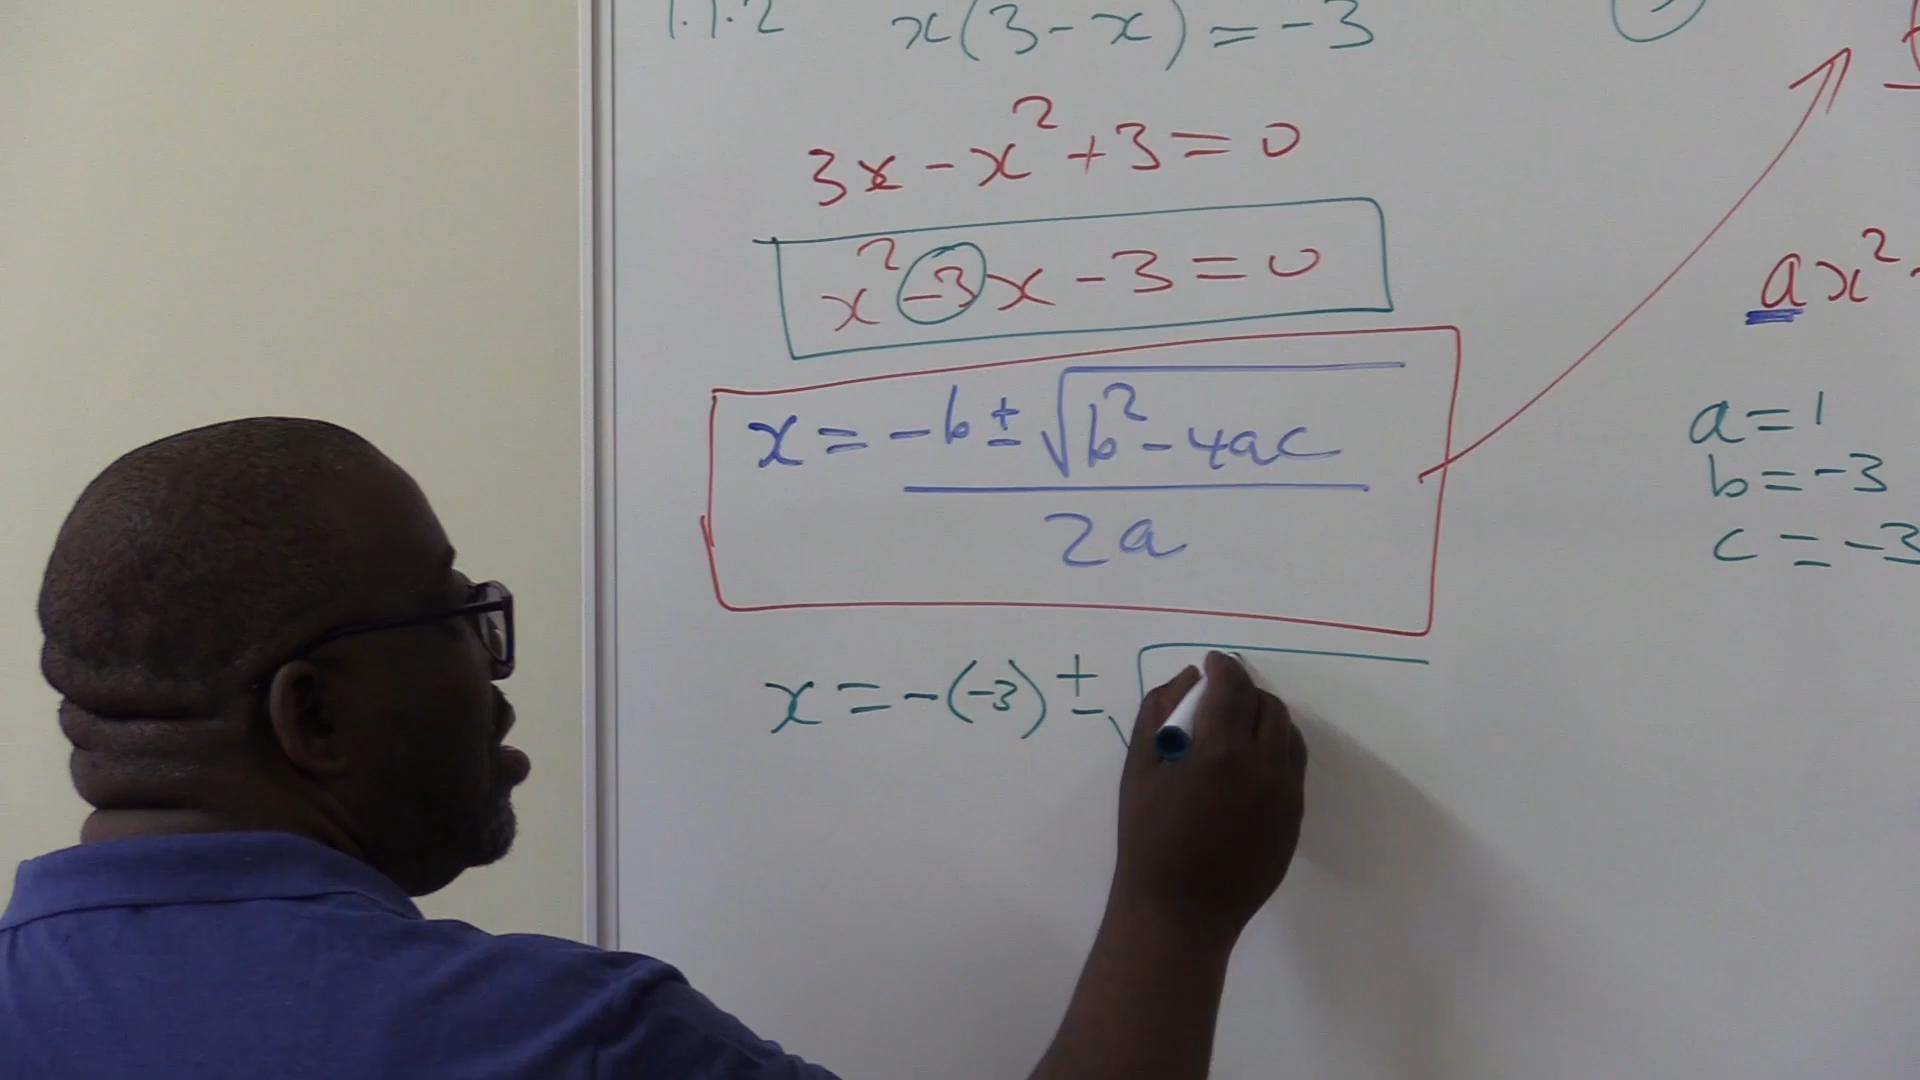 1.1.2 x(3-x)=-3
3x-x²+3=0
x²-3x-3=0
x=-b±√b²-4ac
2a
x=-(-3)±√
ax²
a=1
b=-3
c=-3